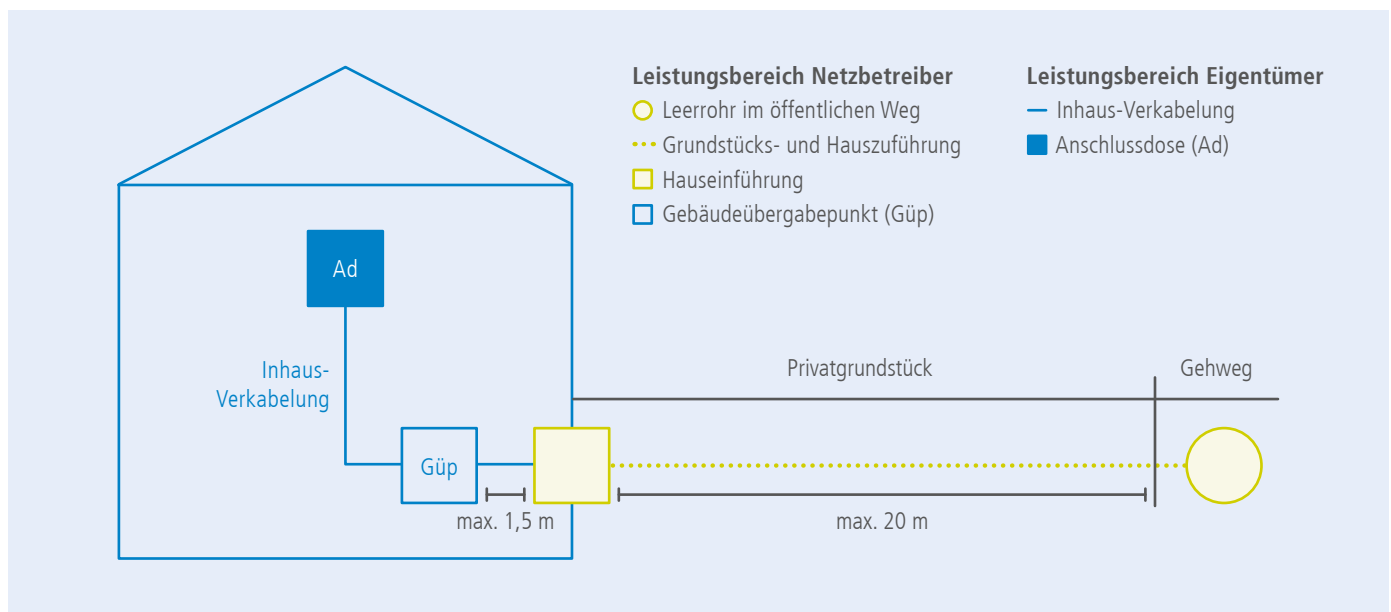 Leistungsbereich Netzbetreiber
Leerrohr im öffentlichen Weg
Grundstücks- und Hauszuführung
Hauseinführung
Gebäudeübergabepunkt (Güp)
Leistungsbereich Eigentümer
Inhaus-Verkabelung
Anschlussdose (Ad)
Ad
Inhaus-
Verkabelung
Privatgrundstück
Gehweg
Güp
max. 1,5 m
max. 20 m